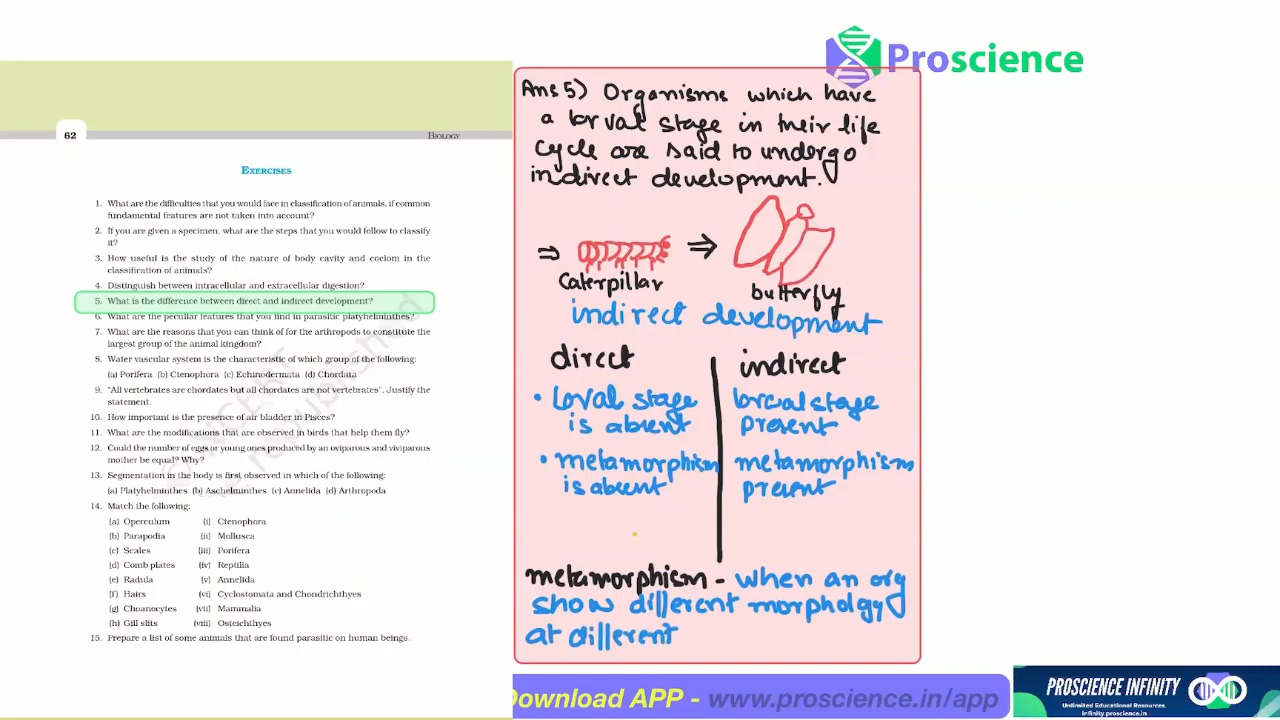 Proscience
62
BIOLOGY
EXERCISES
1. What are the difficulties that you would face in classification of animals, if common
fundamental features are not taken into account?
2. If you are given a specimen, what are the steps that you would follow to classify
it?
3. How useful is the study of the nature of body cavity and coelom in the
classification of animals?
4. Distinguish between intracellular and extracellular digestion?
5. What is the difference between direct and indirect development?
6. What are the peculiar features that you find in parasitic platyhelminthes?
7. What are the reasons that you can think of for the arthropods to constitute the
largest group of the animal kingdom?
8. Water vascular system is the characteristic of which group of the following:
(a) Porifera (b) Ctenophora (c) Echinodermata (d) Chordata
9. "All vertebrates are chordates but all chordates are not vertebrates". Justify the
statement.
10. How important is the presence of air bladder in Pisces?
11. What are the modifications that are observed in birds that help them fly?
12. Could the number of eggs or young ones produced by an oviparous and viviparous
mother be equal? Why?
13. Segmentation in the body is first observed in which of the following:
(a) Platyhelminthes (b) Aschelminthes (c) Annelida (d) Arthropoda
14. Match the following:
(a) Operculum (i) Ctenophora
(b) Parapodia (ii) Mollusca
(c) Scales (iii) Porifera
(d) Comb plates (iv) Reptilia
(e) Radula (v) Annelida
(f) Hairs (vi) Cyclostomata and Chondrichthyes
(g) Choanocytes (vii) Mammalia
(h) Gill slits (viii) Osteichthyes
15. Prepare a list of some animals that are found parasitic on human beings.
Ans 5) Organisms which have
a larval stage in their life
cycle are said to undergo
indirect development.
⇒ Caterpillar ⇒ butterfly
indirect development
direct indirect
• Larval stage larval stage
is absent present
• metamorphism metamorphism
is absent present
metamorphism - when an org
show different morphology
at different
Download APP - www.proscience.in/app
PROSCIENCE INFINITY
Unlimited Educational Resources.
infinity.proscience.in